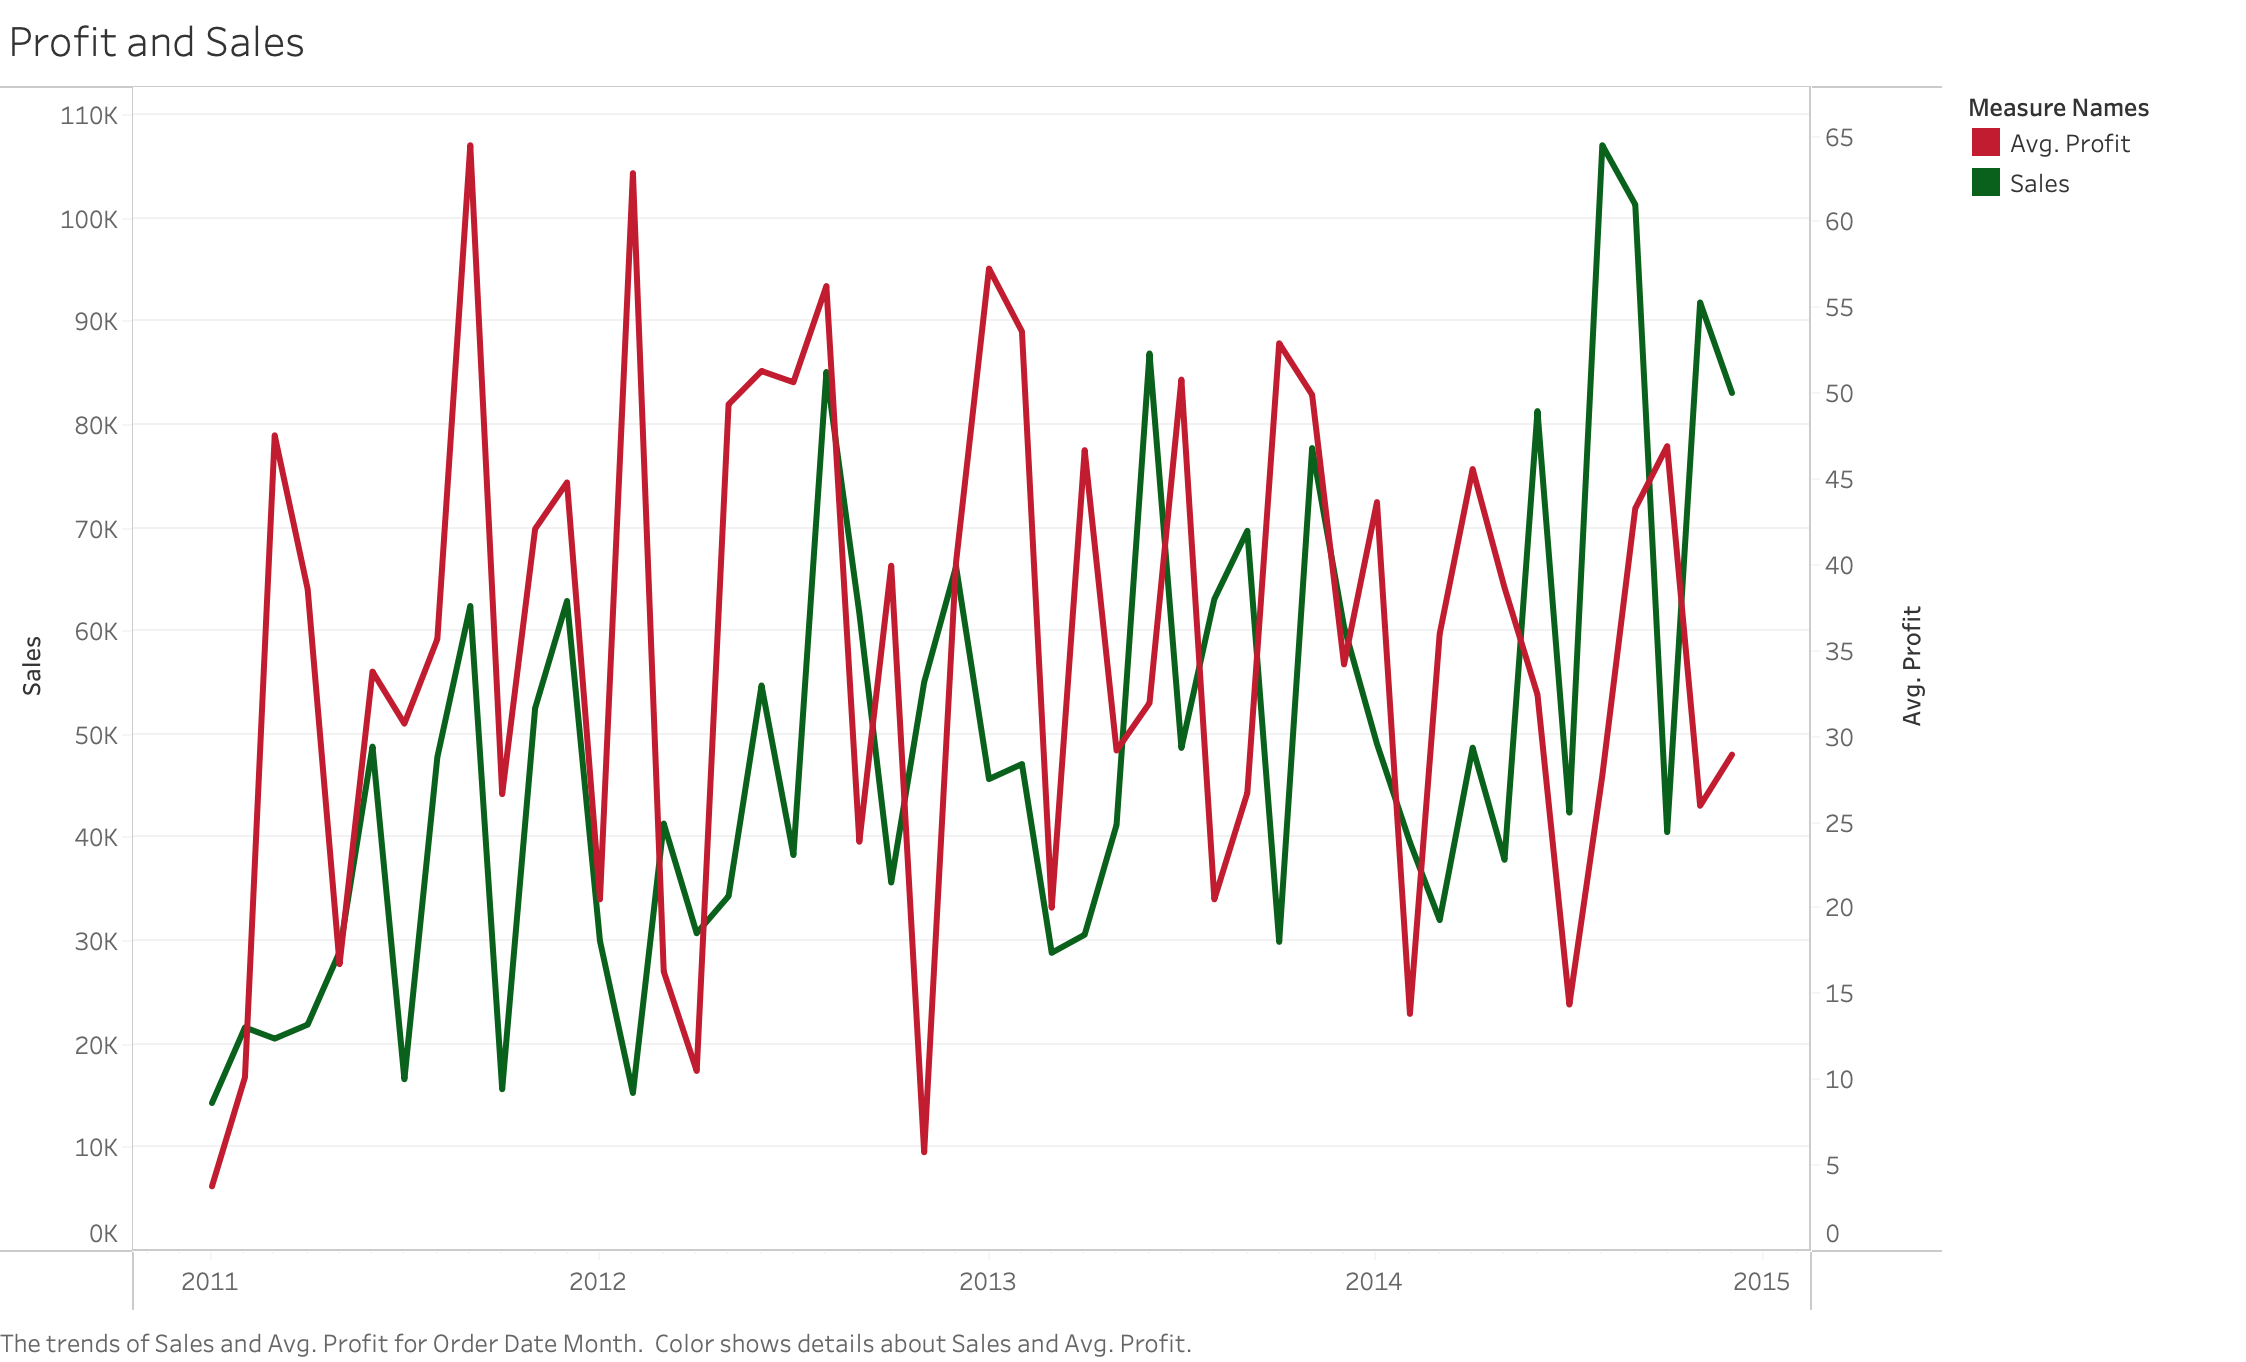 Profit and Sales
110K
100K
90K
80K
70K
60K
50K
40K
30K
20K
10K
0K
Sales
65
60
55
50
45
40
35
30
25
20
15
10
5
0
Avg. Profit
2011 2012 2013 2014 2015
Measure Names
Avg. Profit
Sales
The trends of Sales and Avg. Profit for Order Date Month.  Color shows details about Sales and Avg. Profit.